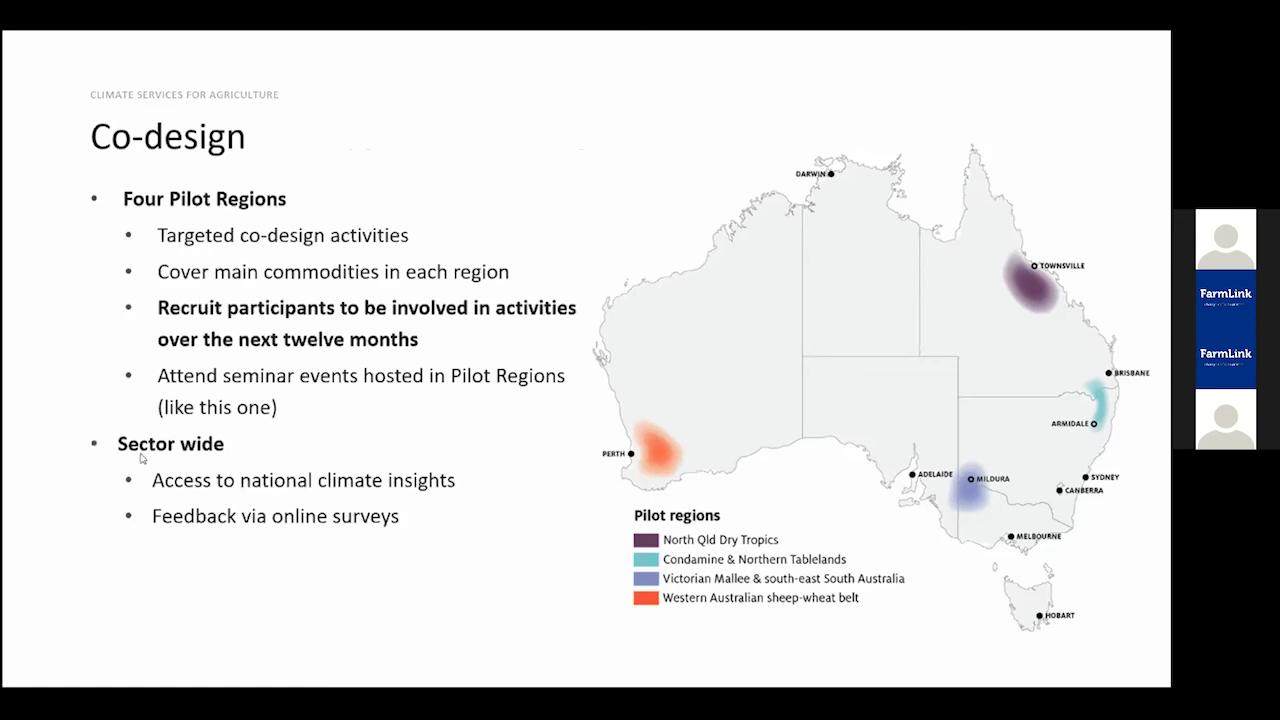 CLIMATE SERVICES FOR AGRICULTURE
Co-design
• Four Pilot Regions
• Targeted co-design activities
• Cover main commodities in each region
• Recruit participants to be involved in activities
over the next twelve months
• Attend seminar events hosted in Pilot Regions
(like this one)
• Sector wide
• Access to national climate insights
• Feedback via online surveys
DARWIN
TOWNSVILLE
BRISBANE
ARMIDALE
PERTH
ADELAIDE
MILDURA
SYDNEY
CANBERRA
MELBOURNE
HOBART
Pilot regions
North Qld Dry Tropics
Condamine & Northern Tablelands
Victorian Mallee & south-east South Australia
Western Australian sheep-wheat belt
FarmLink
FarmLink